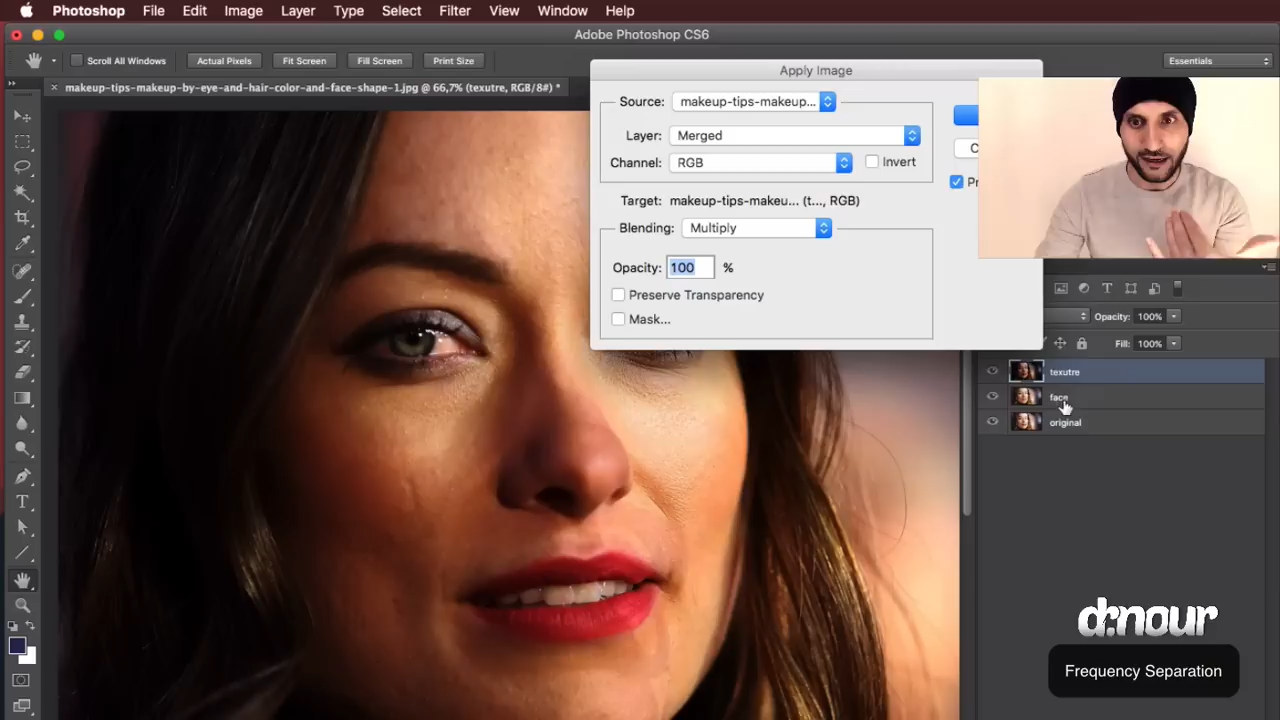 Photoshop File Edit Image Layer Type Select Filter View Window Help
Adobe Photoshop CS6
Scroll All Windows Actual Pixels Fit Screen Fill Screen Print Size Essentials
makeup-tips-makeup-by-eye-and-hair-color-and-face-shape-1.jpg @ 66,7% (texutre, RGB/8#) *
Apply Image
Source: makeup-tips-makeup...
Layer: Merged
Channel: RGB Invert
Target: makeup-tips-makeu... (t..., RGB)
Blending: Multiply
Opacity: 100 %
Preserve Transparency
Mask...
Opacity: 100%
Fill: 100%
texutre
face
original
d:nour
Frequency Separation